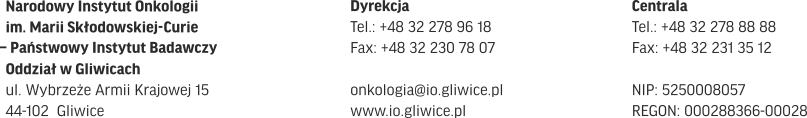 Narodowy Instytut Onkologii
im. Marii Skłodowskiej-Curie
– Państwowy Instytut Badawczy
Oddział w Gliwicach
ul. Wybrzeże Armii Krajowej 15
44-102 Gliwice
Dyrekcja
Tel.: +48 32 278 96 18
Fax: +48 32 230 78 07
onkologia@io.gliwice.pl
www.io.gliwice.pl
Centrala
Tel.: +48 32 278 88 88
Fax: +48 32 231 35 12
NIP: 5250008057
REGON: 000288366-00028